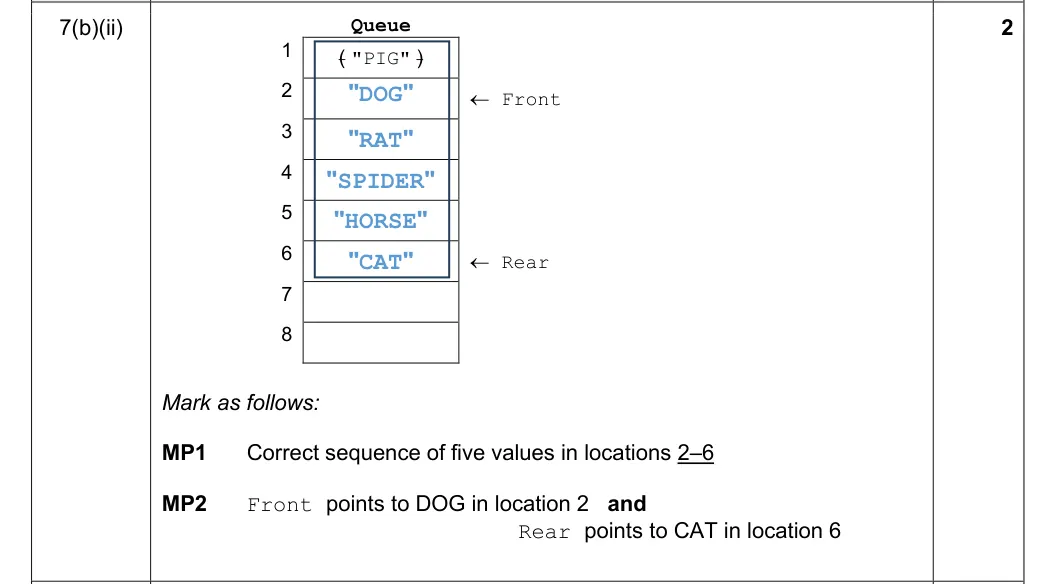 7(b)(ii)
2
Queue
1 ("PIG")
2 "DOG" ← Front
3 "RAT"
4 "SPIDER"
5 "HORSE"
6 "CAT" ← Rear
7
8
Mark as follows:
MP1 Correct sequence of five values in locations 2–6
MP2 Front points to DOG in location 2 and
Rear points to CAT in location 6